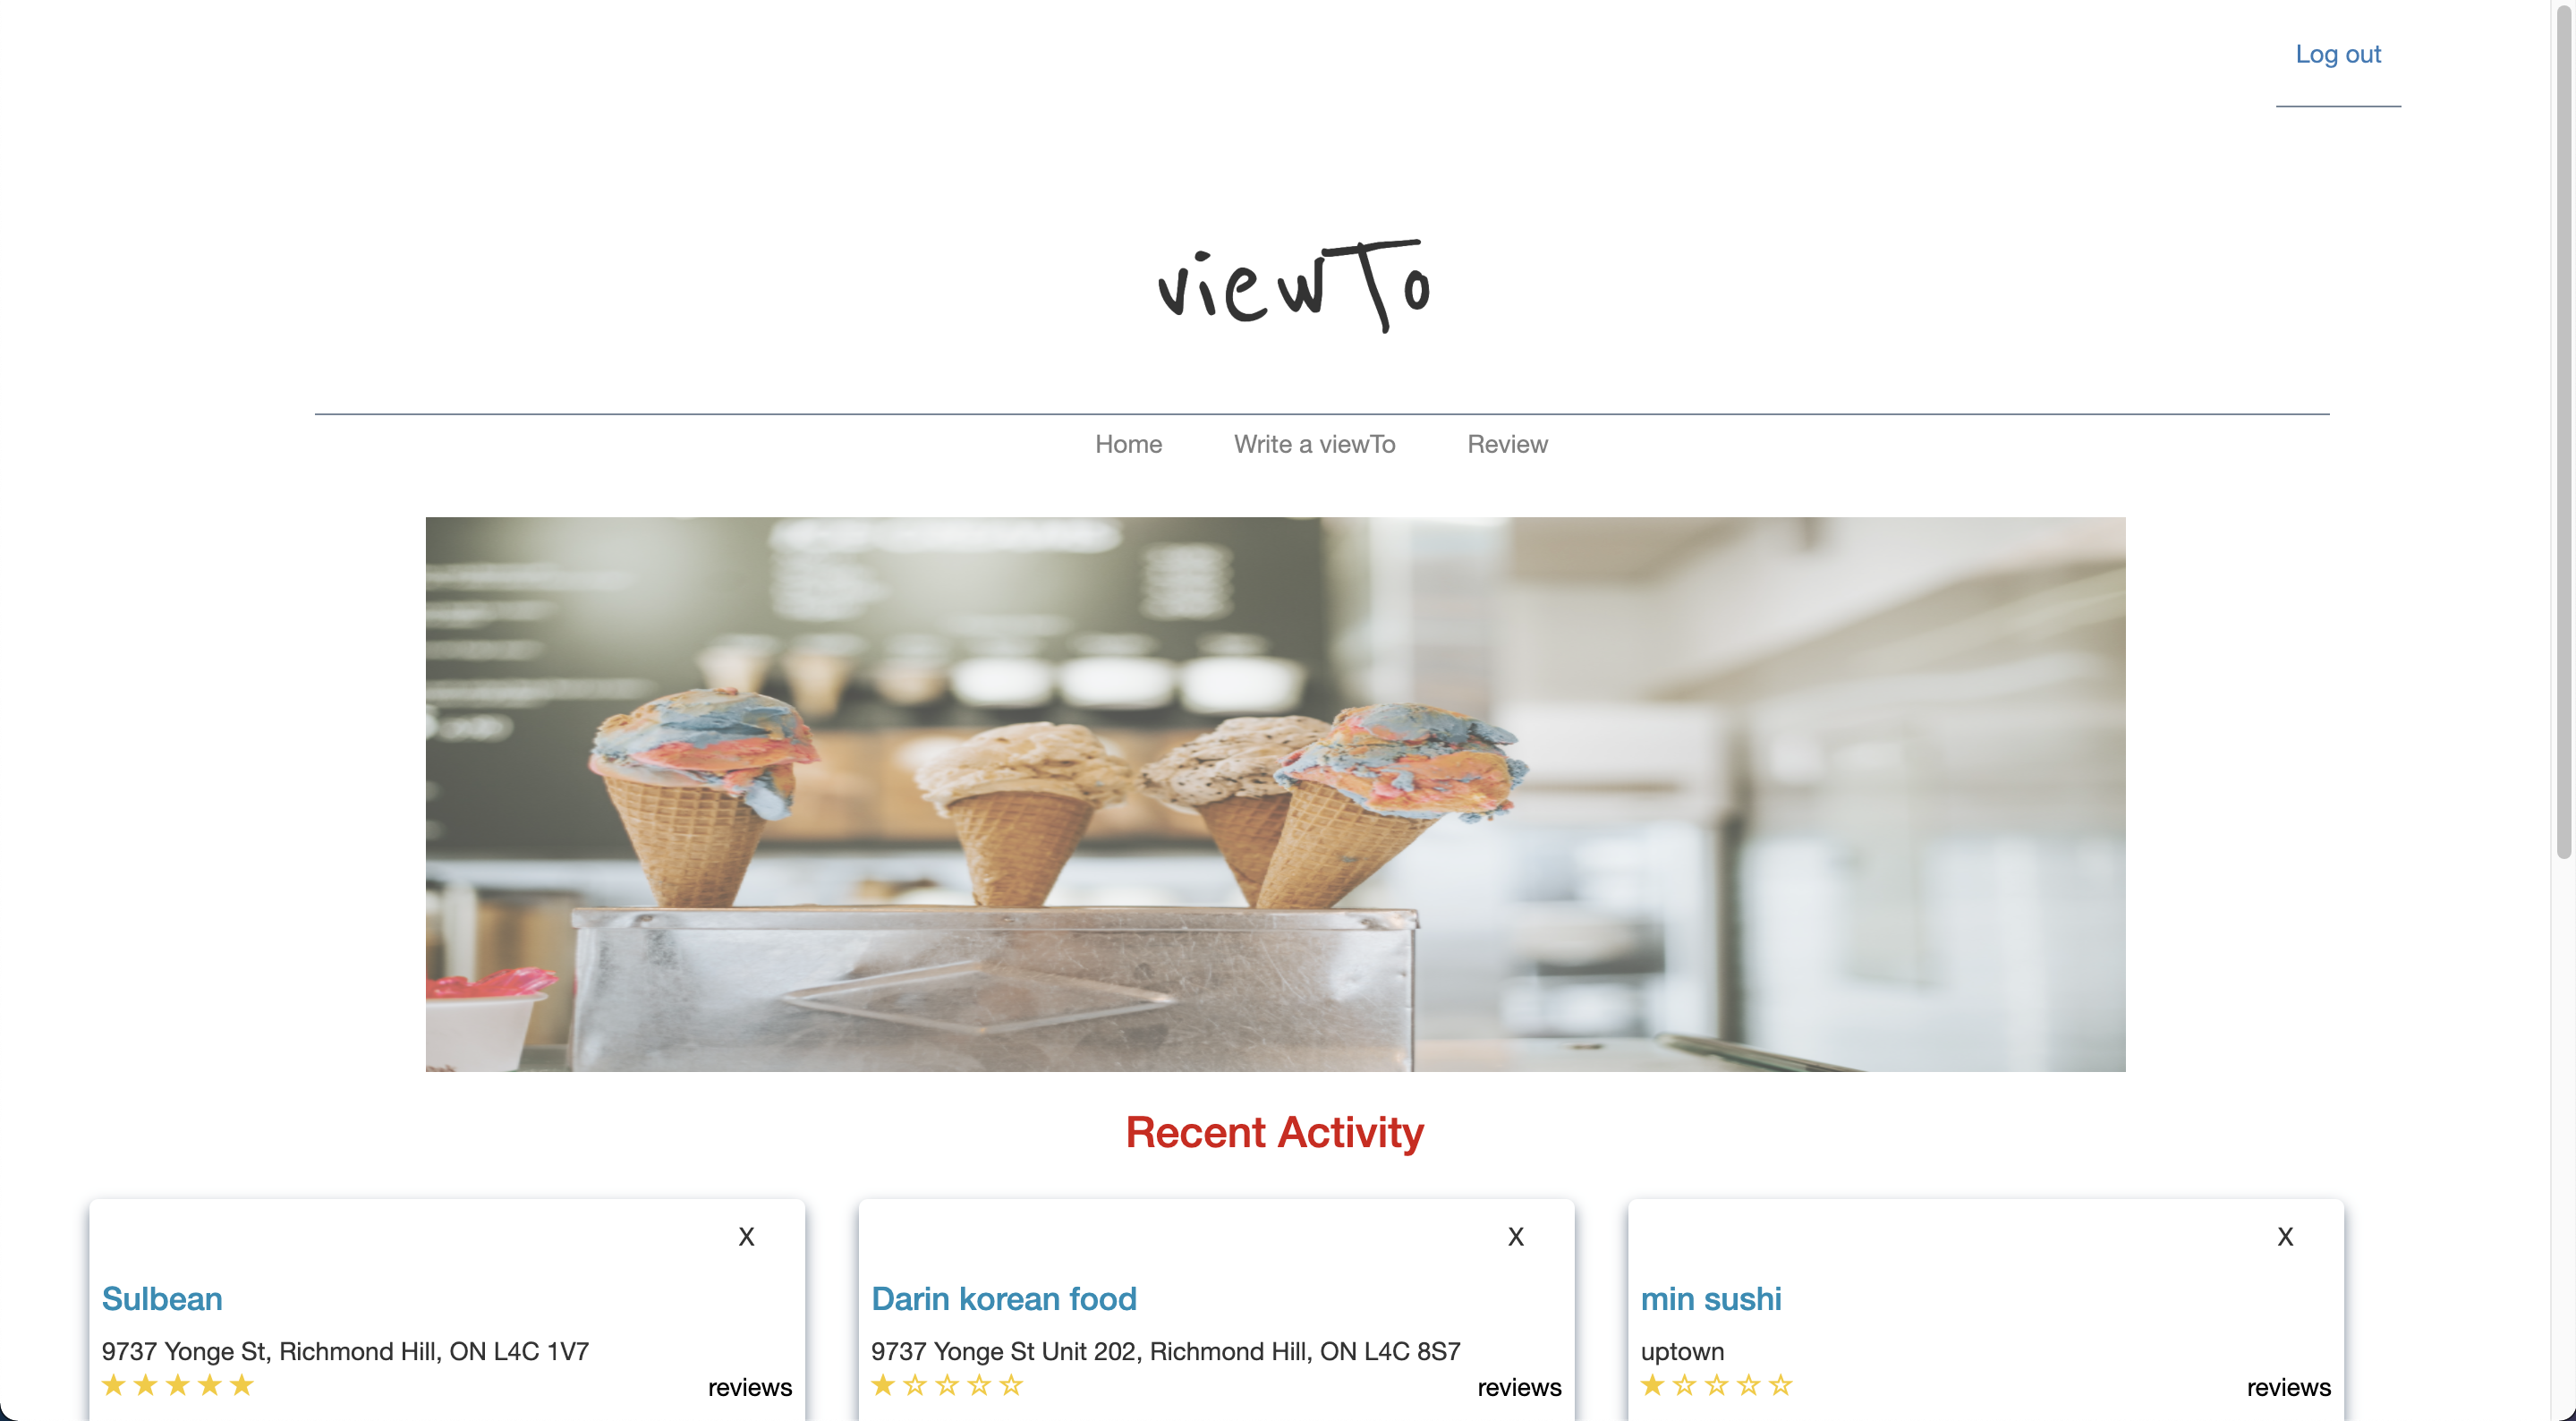 Log out
viewTo
Home Write a viewTo Review
Recent Activity
X
Sulbean
9737 Yonge St, Richmond Hill, ON L4C 1V7
★★★★★ reviews
X
Darin korean food
9737 Yonge St Unit 202, Richmond Hill, ON L4C 8S7
★☆☆☆☆ reviews
X
min sushi
uptown
★☆☆☆☆ reviews